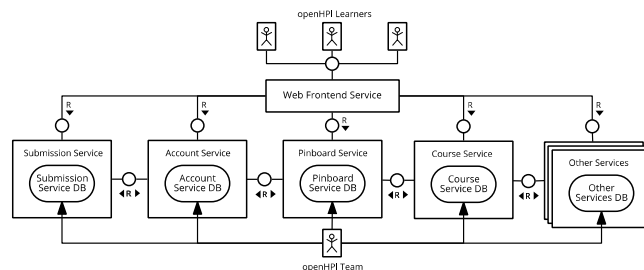 openHPI Learners
Web Frontend Service
R
R
R
R
R
Submission Service
Account Service
Pinboard Service
Course Service
Other Services
Submission
Service DB
Account
Service DB
Pinboard
Service DB
Course
Service DB
Other
Services DB
R
R
R
R
openHPI Team